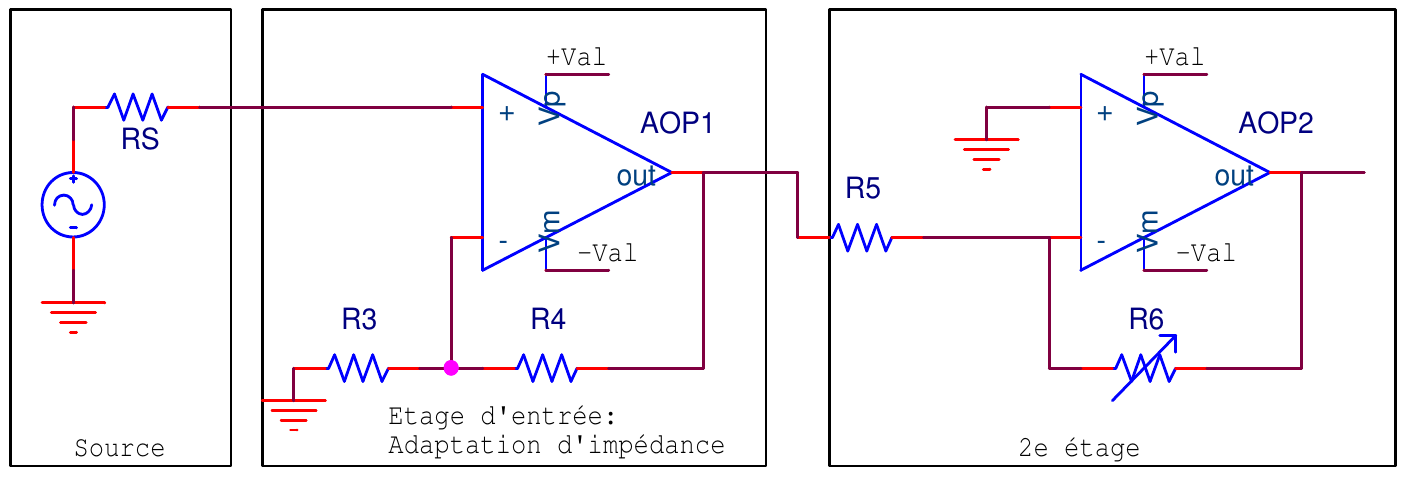 RS
Source
+Val
Vp
AOP1
+
out
-
Vm
-Val
R3
R4
Etage d'entrée:
Adaptation d'impédance
R5
+Val
Vp
AOP2
+
out
-
Vm
-Val
R6
2e étage